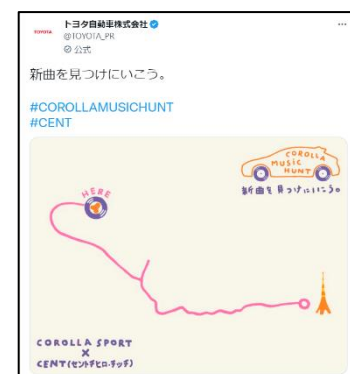 TOYOTA
トヨタ自動車株式会社
@TOYOTA_PR
公式
新曲を見つけにいこう。
#COROLLAMUSICHUNT
#CENT
COROLLA
MUSIC
HUNT
新曲を見つけにいこう。
HERE
COROLLA SPORT
×
CENT(セントチヒロ・チッチ)